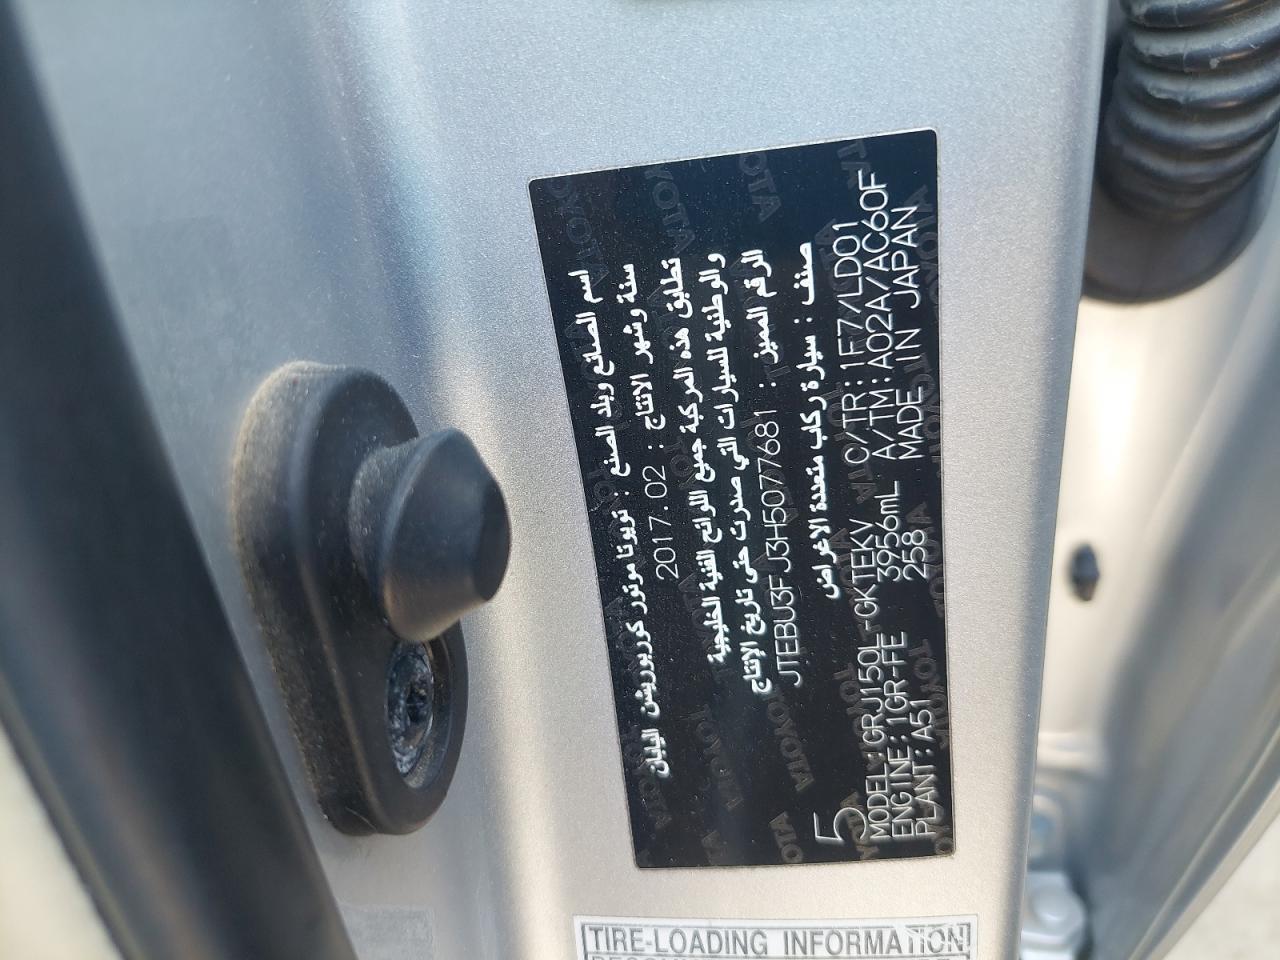 اسم الصانع وبلد الصنع : تويوتا موتور كوربوريشن اليابان
سنة وشهر الانتاج : 2017.02
تطابق هذه المركبة جميع اللوائح الفنية الخليجية
والوطنية للسيارات التي صدرت حتى تاريخ الإنتاج
الرقم المميز : JTEBU3FJ3H5077681
صنف : سيارة ركاب متعددة الاغراض
5
MODEL:GRJ150L-GKTEKV C/TR:1F7/LD01
ENGINE:1GR-FE 3956mL A/TM:A02A/AC60F
PLANT:A51 258 MADE IN JAPAN
TIRE-LOADING INFORMATION